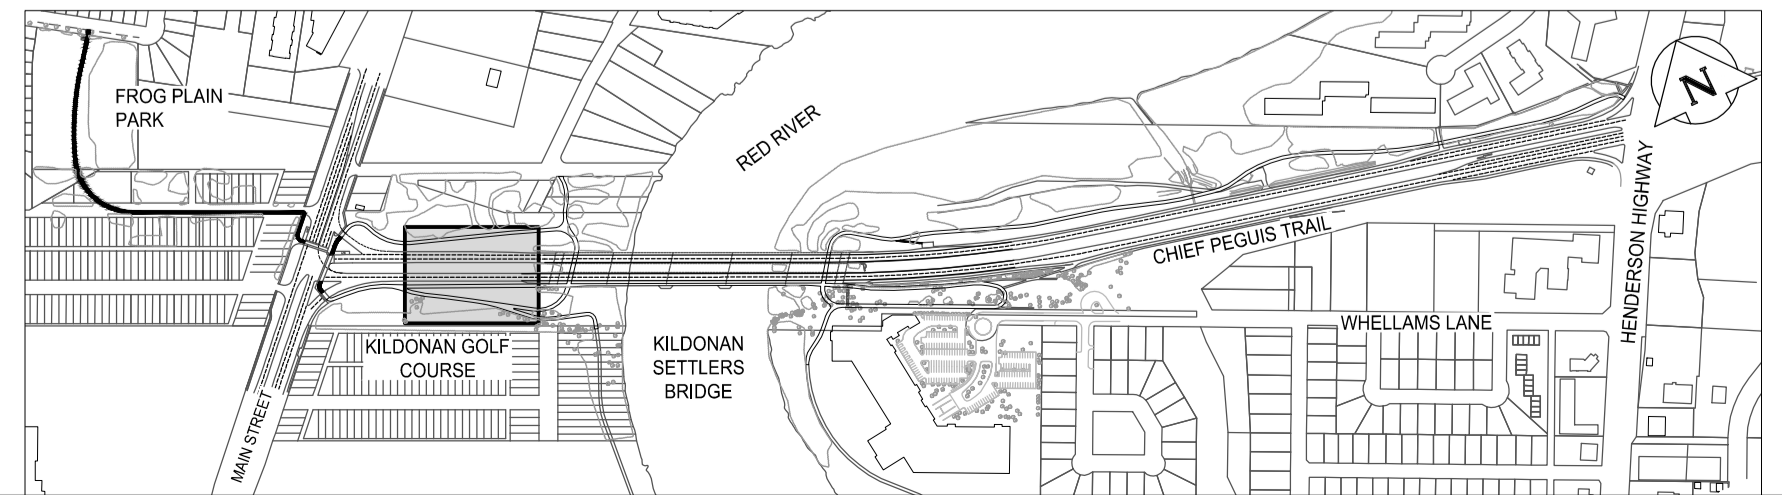 FROG PLAIN
PARK
RED RIVER
N
CHIEF PEGUIS TRAIL
HENDERSON HIGHWAY
WHELLAMS LANE
KILDONAN GOLF
COURSE
KILDONAN
SETTLERS
BRIDGE
MAIN STREET